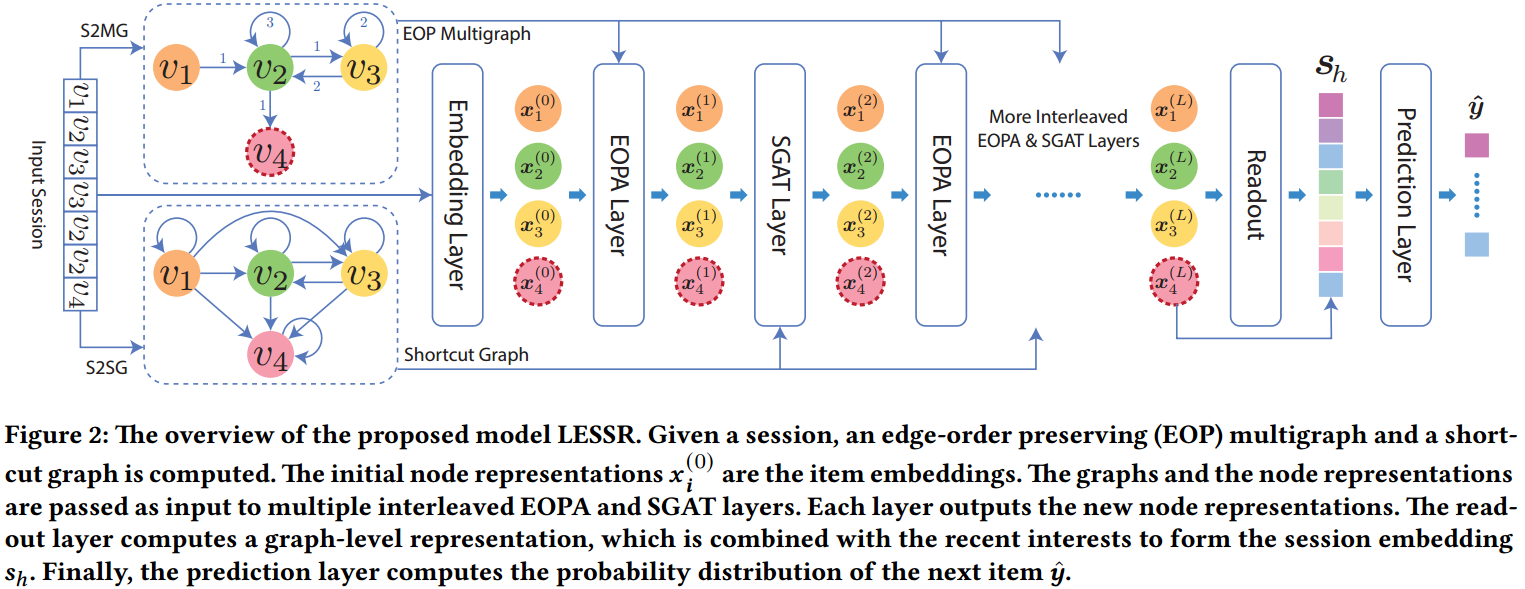 S2MG
v1 v2 v3 v4
3 2 1 1 2 1
EOP Multigraph
Input Session
v1 v2 v3 v3 v2 v2 v4
S2SG
v1 v2 v3 v4
Shortcut Graph
Embedding Layer
x_1^(0)
x_2^(0)
x_3^(0)
x_4^(0)
EOPA Layer
x_1^(1)
x_2^(1)
x_3^(1)
x_4^(1)
SGAT Layer
x_1^(2)
x_2^(2)
x_3^(2)
x_4^(2)
EOPA Layer
More Interleaved
EOPA & SGAT Layers
x_1^(L)
x_2^(L)
x_3^(L)
x_4^(L)
Readout
s_h
Prediction Layer
ŷ
Figure 2: The overview of the proposed model LESSR. Given a session, an edge-order preserving (EOP) multigraph and a short-
cut graph is computed. The initial node representations x_i^(0) are the item embeddings. The graphs and the node representations
are passed as input to multiple interleaved EOPA and SGAT layers. Each layer outputs the new node representations. The read-
out layer computes a graph-level representation, which is combined with the recent interests to form the session embedding
s_h. Finally, the prediction layer computes the probability distribution of the next item ŷ.